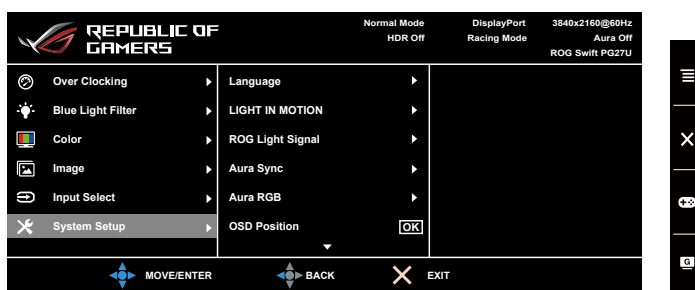 REPUBLIC OF
GAMERS
Normal Mode
HDR Off
DisplayPort
Racing Mode
3840x2160@60Hz
Aura Off
ROG Swift PG27U
Over Clocking
Blue Light Filter
Color
Image
Input Select
System Setup
Language
LIGHT IN MOTION
ROG Light Signal
Aura Sync
Aura RGB
OSD Position OK
MOVE/ENTER BACK EXIT
G